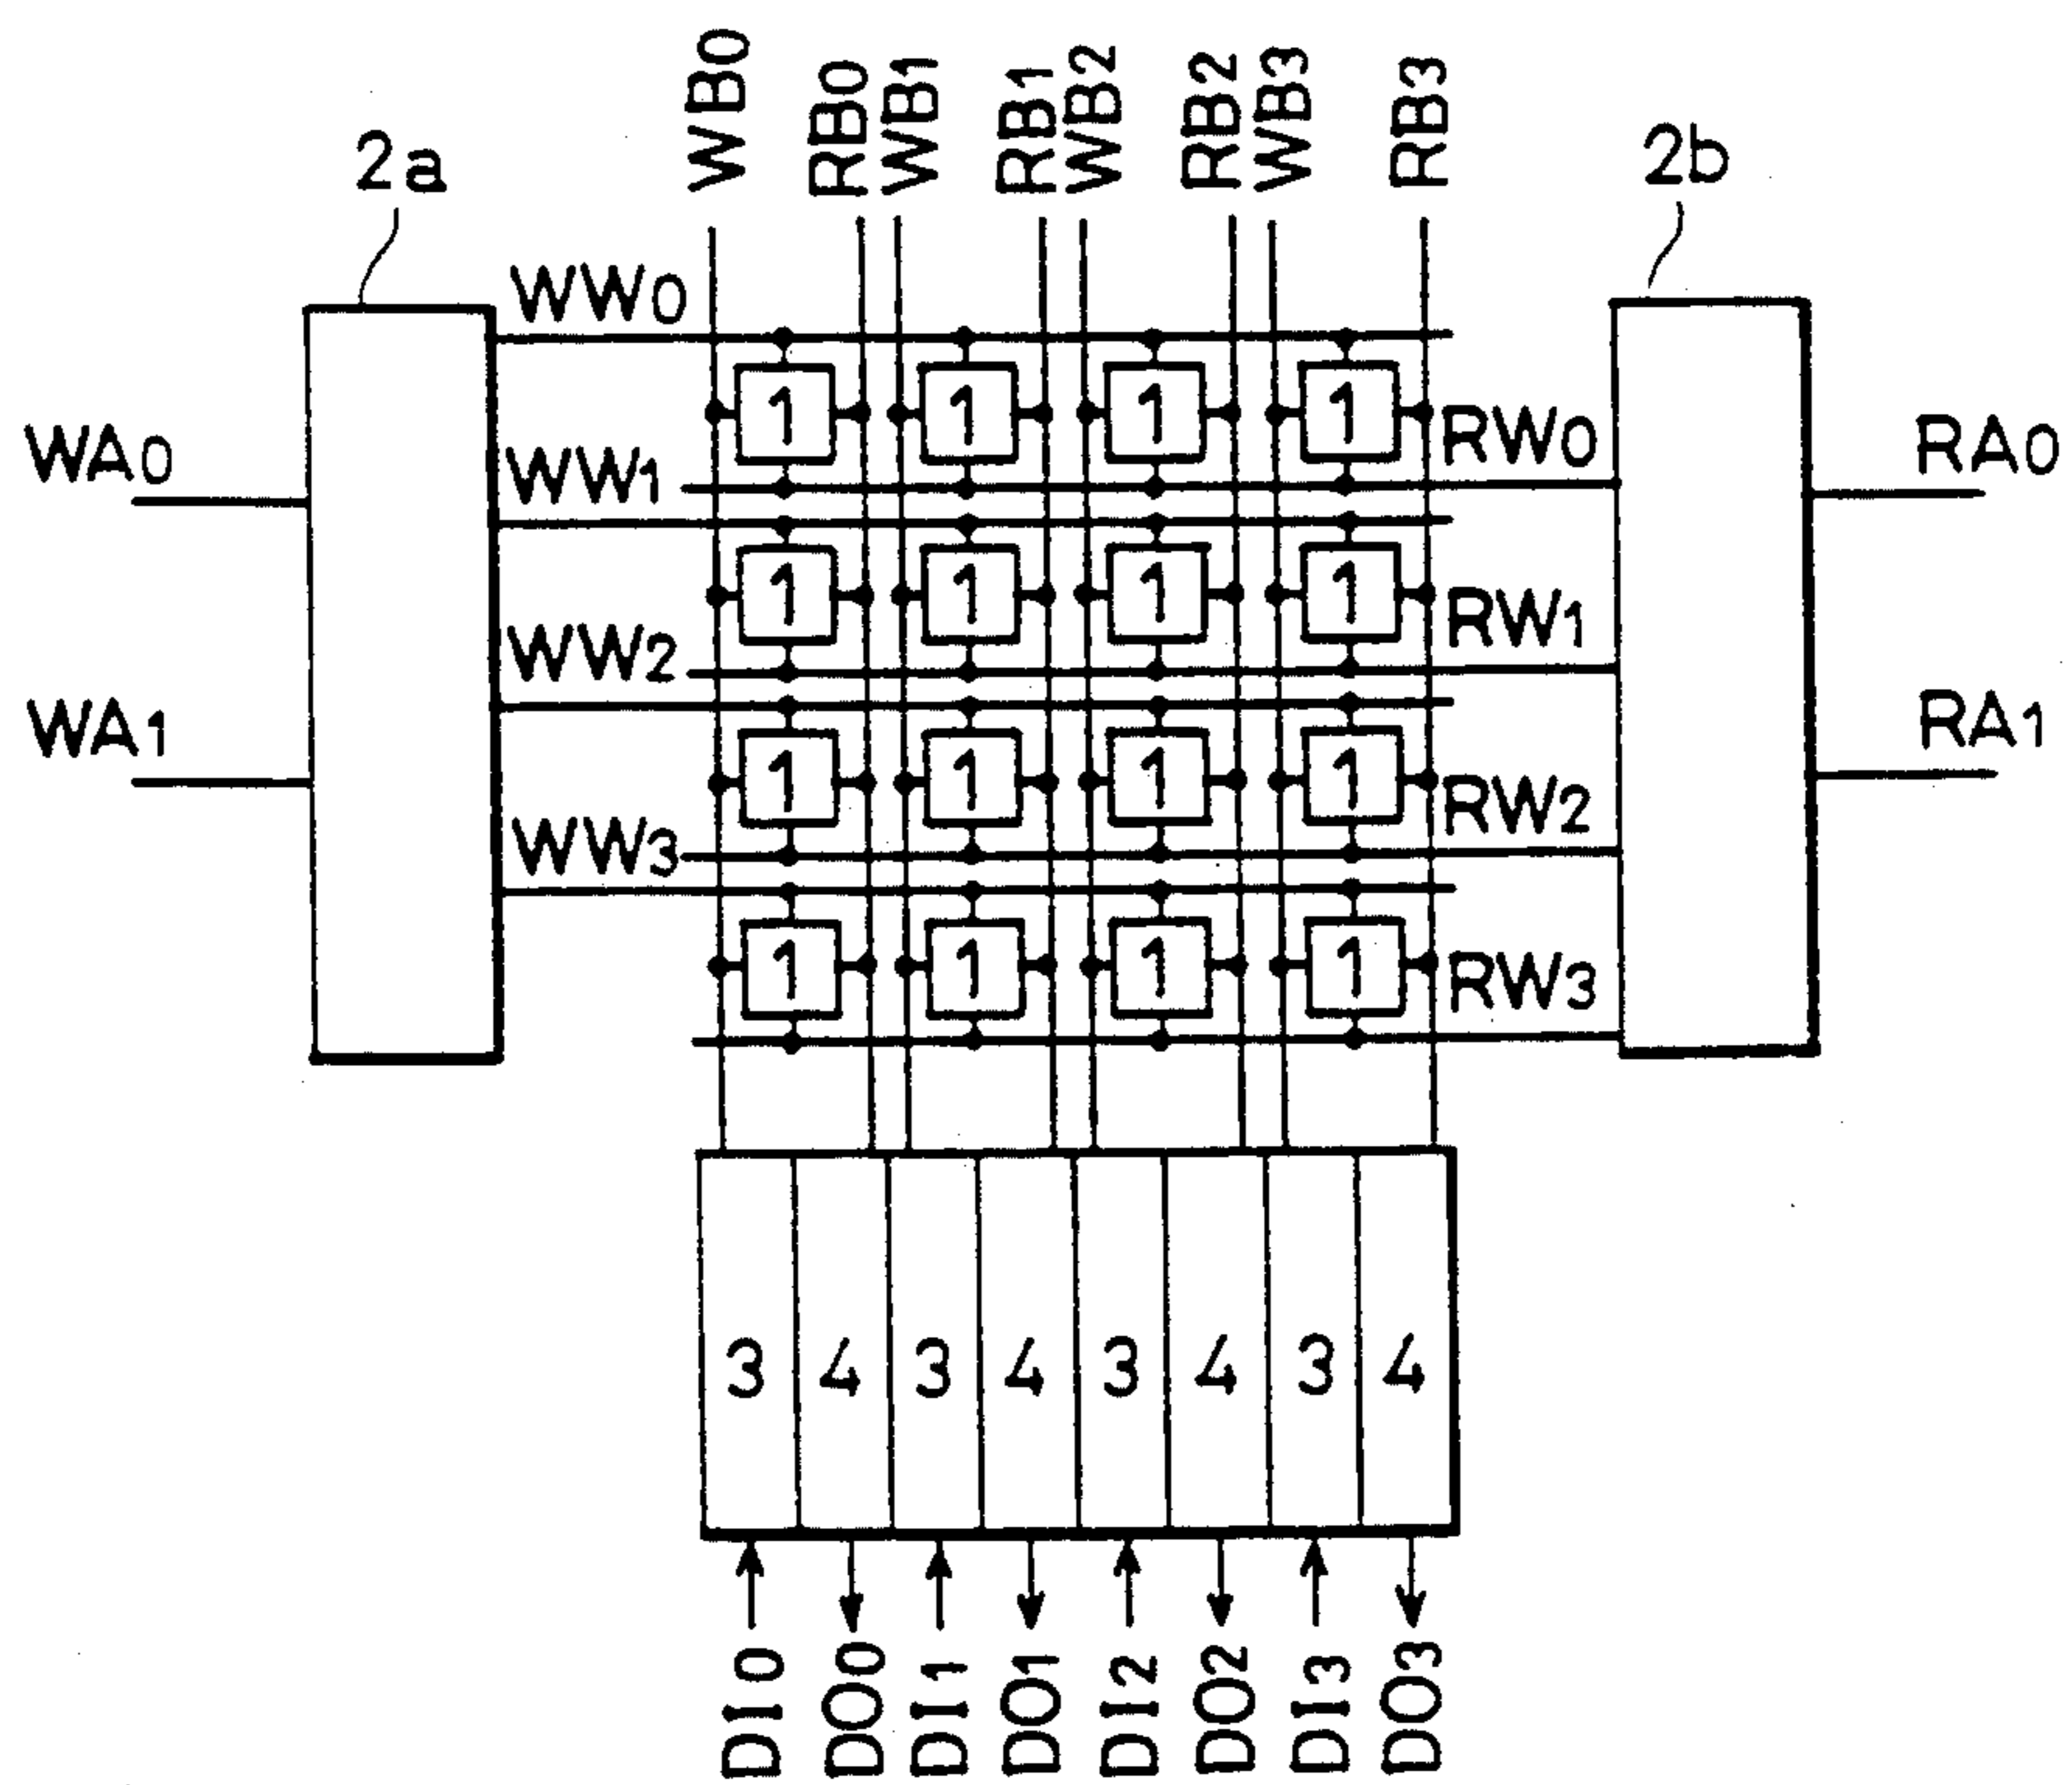 WB0 RB0 WB1 RB1 WB2 RB2 WB3 RB3
2a
2b
WW0
1 1 1 1
RW0
WA0
RA0
WW1
1 1 1 1
RW1
WW2
WA1
RA1
1 1 1 1
RW2
WW3
1 1 1 1
RW3
3 4 3 4 3 4 3 4
DI0 DO0 DI1 DO1 DI2 DO2 DI3 DO3